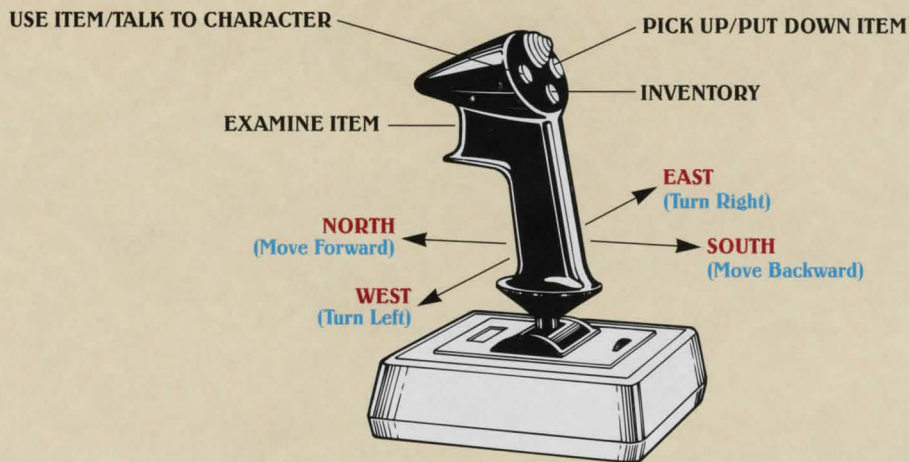 USE ITEM/TALK TO CHARACTER
PICK UP/PUT DOWN ITEM
INVENTORY
EXAMINE ITEM
EAST
(Turn Right)
NORTH
(Move Forward)
SOUTH
(Move Backward)
WEST
(Turn Left)